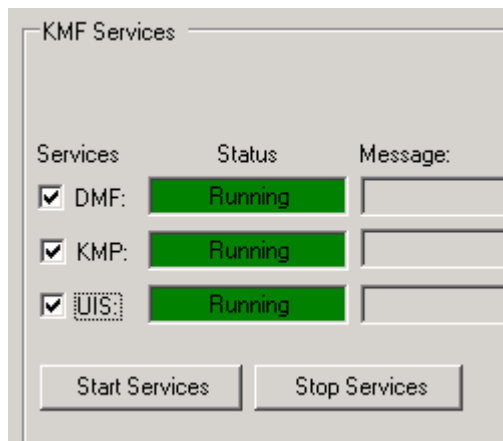 KMF Services
Services Status Message:
DMF: Running
KMP: Running
UIS: Running
Start Services Stop Services